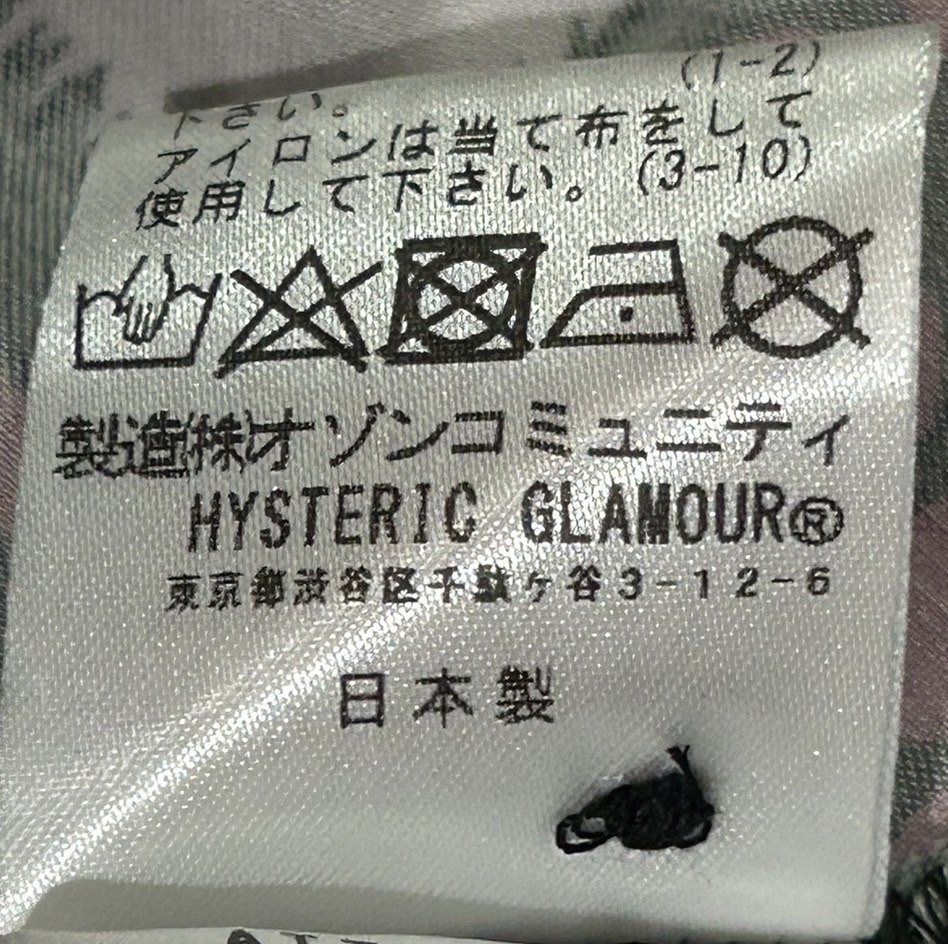 (1-2)
下さい。
アイロンは当て布をして
使用して下さい。(3-10)
製造㈱オゾンコミュニティ
HYSTERIC GLAMOUR®
東京都渋谷区千駄ケ谷3-12-6
日本製